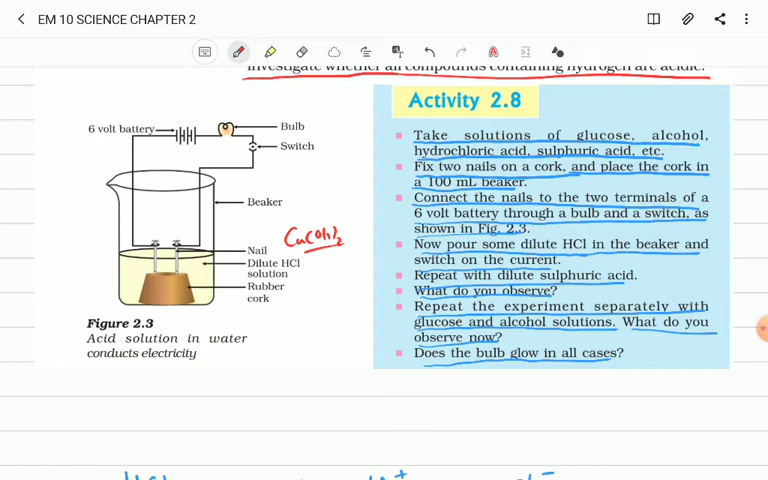 EM 10 SCIENCE CHAPTER 2
investigate whether all compounds containing hydrogen are acidic.
Activity 2.8
Take solutions of glucose, alcohol,
hydrochloric acid, sulphuric acid, etc.
Fix two nails on a cork, and place the cork in
a 100 mL beaker.
Connect the nails to the two terminals of a
6 volt battery through a bulb and a switch, as
shown in Fig. 2.3.
Now pour some dilute HCl in the beaker and
switch on the current.
Repeat with dilute sulphuric acid.
What do you observe?
Repeat the experiment separately with
glucose and alcohol solutions. What do you
observe now?
Does the bulb glow in all cases?
6 volt battery
Bulb
Switch
Beaker
Nail
Dilute HCl
solution
Rubber
cork
Figure 2.3
Acid solution in water
conducts electricity